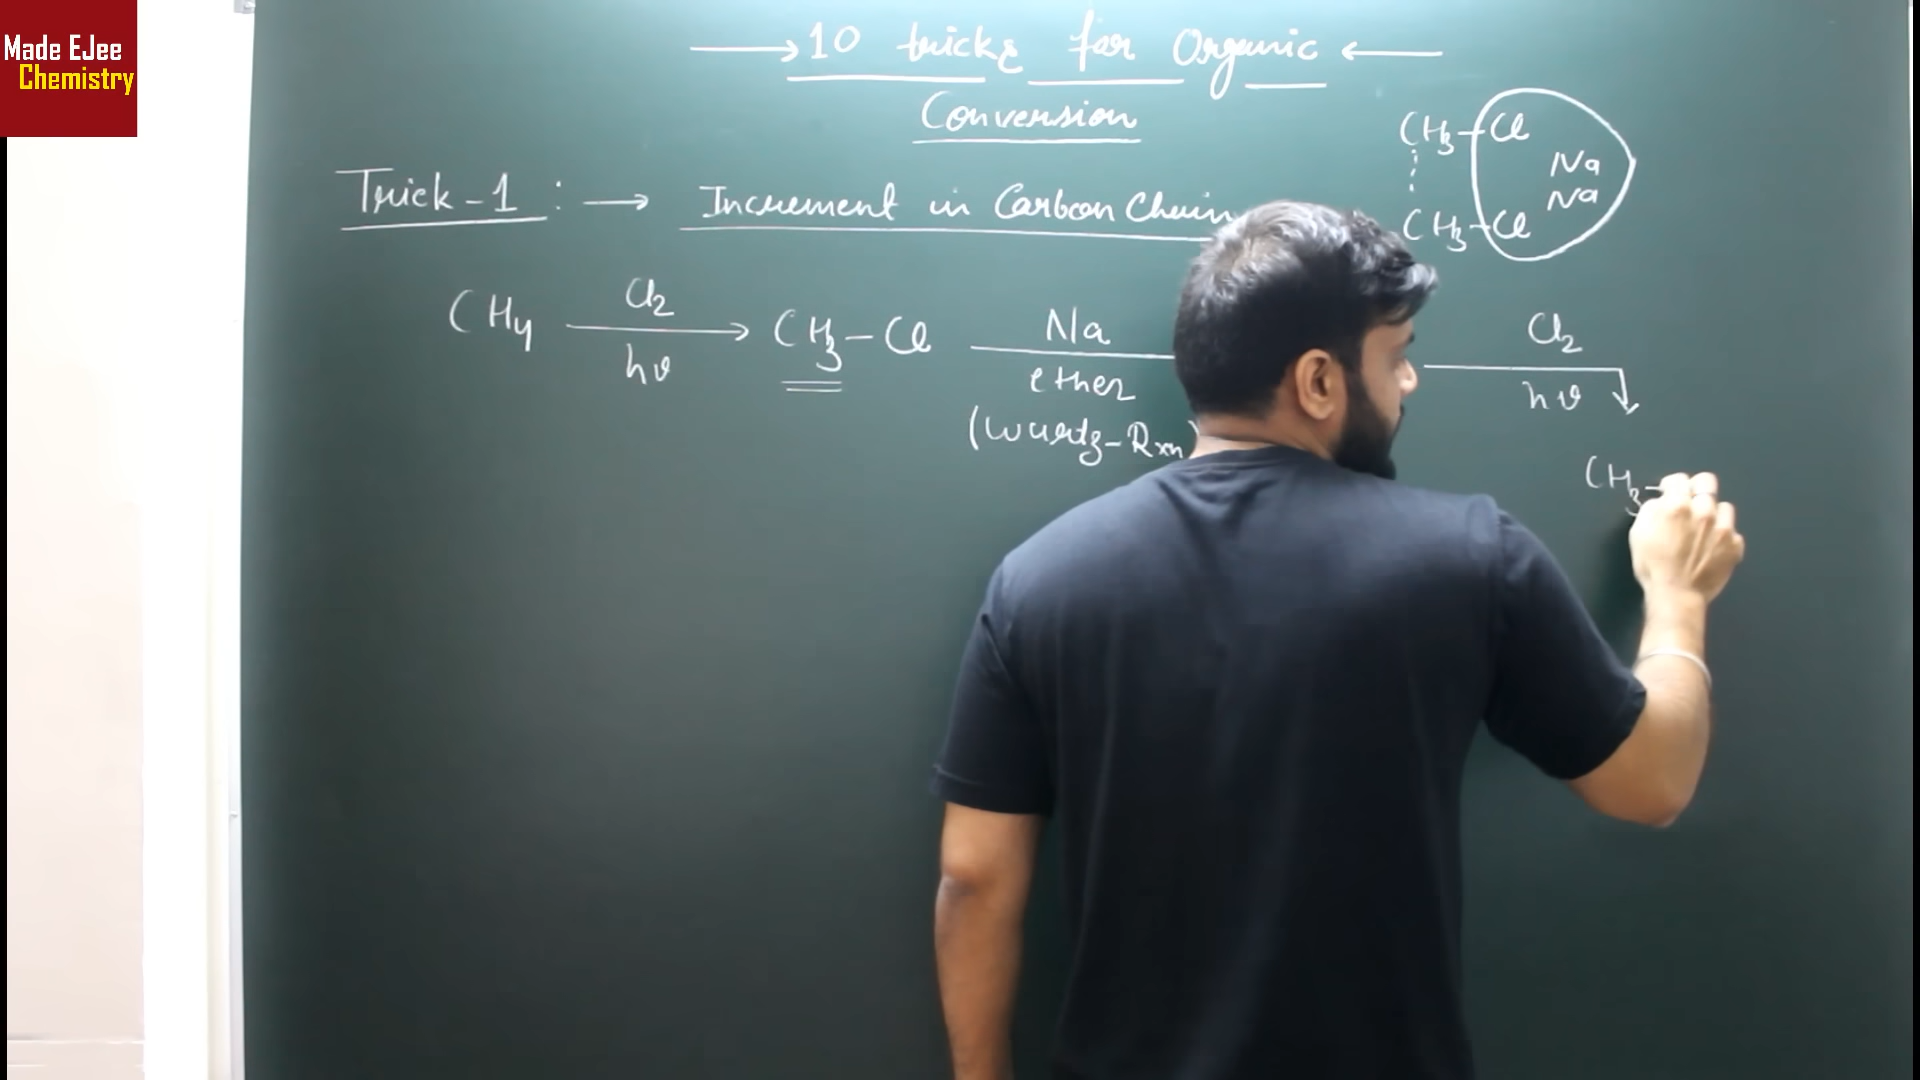 Made EJee
Chemistry
→ 10 tricks for Organic ←
Conversion
Trick-1 : → Increment in Carbon Chain
CH3-Cl
Na
Na
CH3-Cl
CH4 Cl2 → CH3-Cl Na Cl2
hν ether hν
(Wurtz-Rxn)
CH3-